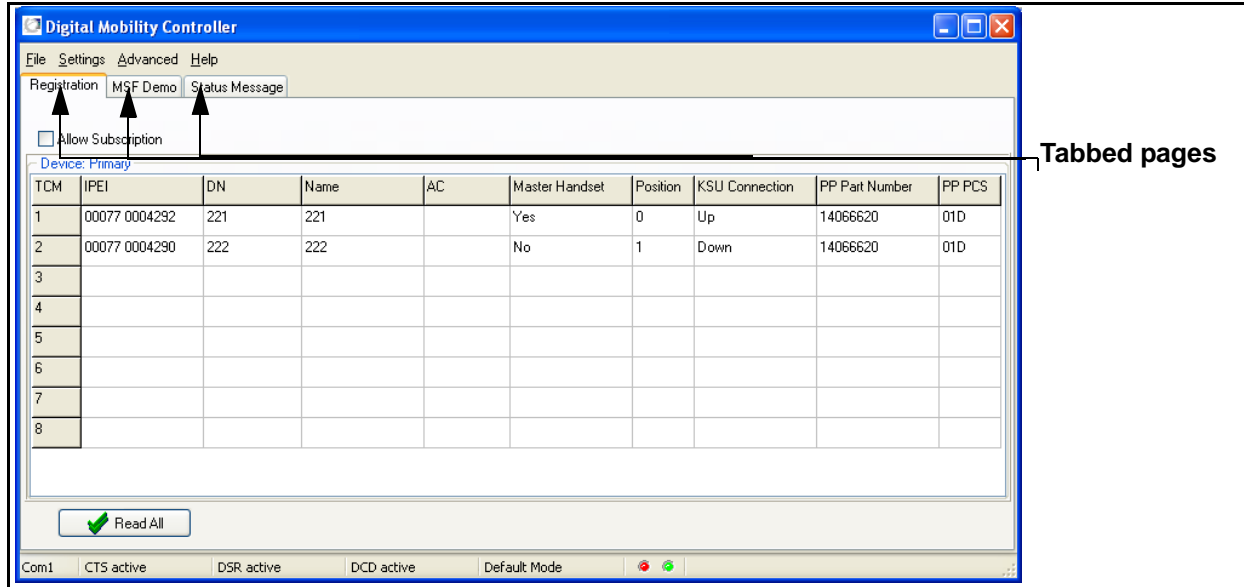 Digital Mobility Controller
File Settings Advanced Help
Registration MSF Demo Status Message
Allow Subscription
Tabbed pages
Device: Primary
TCM IPEI DN Name AC Master Handset Position KSU Connection PP Part Number PP PCS
1 00077 0004292 221 221 Yes 0 Up 14066620 01D
2 00077 0004290 222 222 No 1 Down 14066620 01D
3
4
5
6
7
8
Read All
Com1 CTS active DSR active DCD active Default Mode